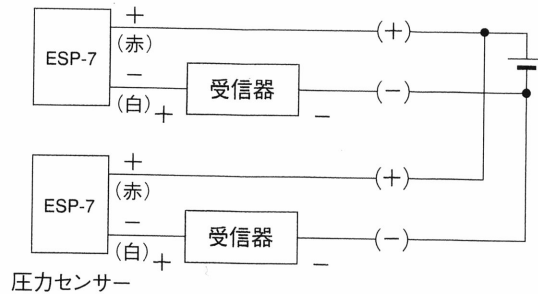 +
(赤)
ESP-7
−
(白) +
受信器
−
(+)
(−)
+
(赤)
ESP-7
−
(白) +
受信器
−
(+)
(−)
圧力センサー